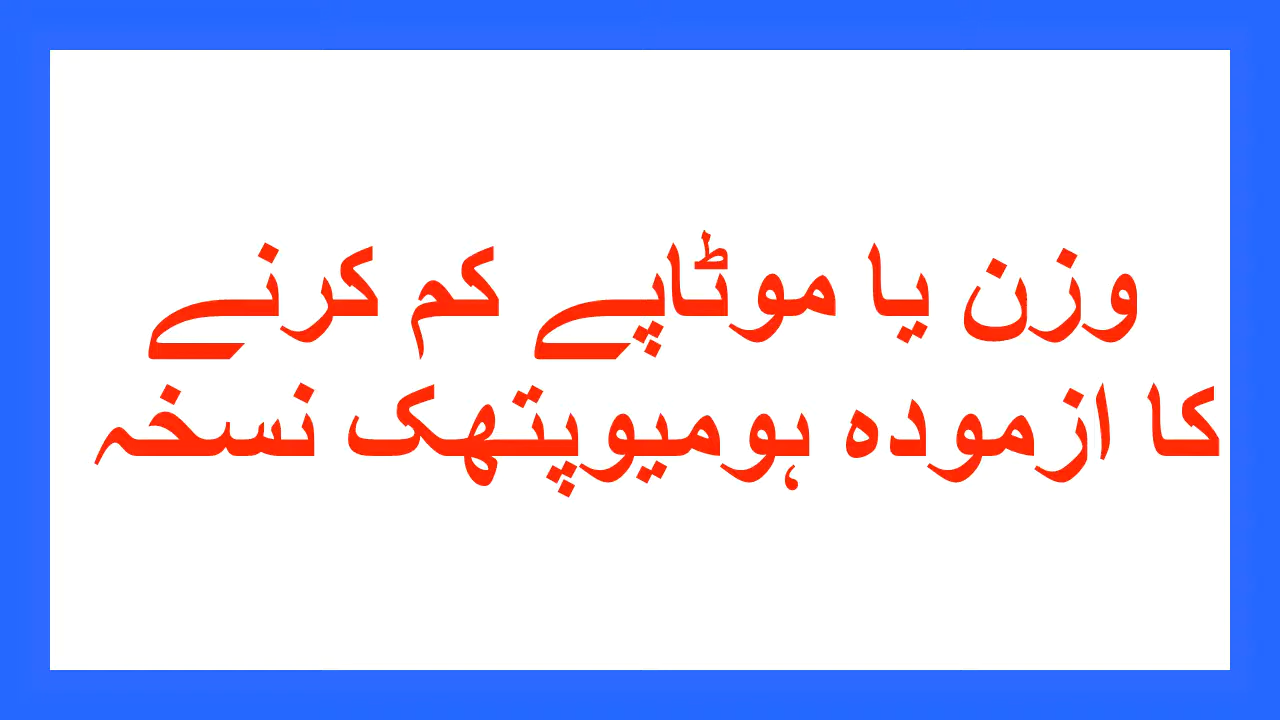 وزن یا موٹاپے کم کرنے
کا ازمودہ ہومیوپتھک نسخہ